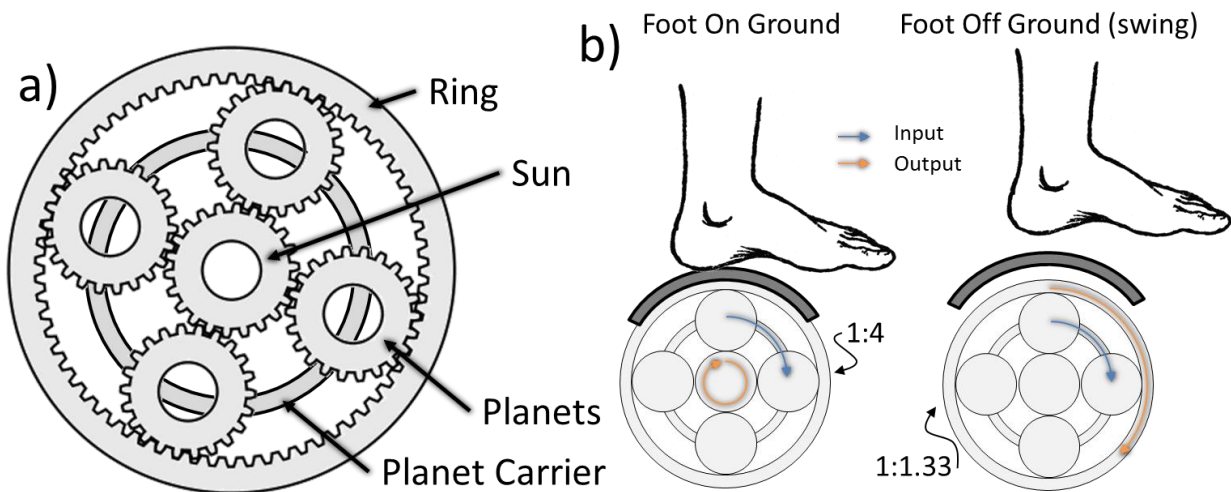 a)
Ring
Sun
Planets
Planet Carrier
b)
Foot On Ground
Foot Off Ground (swing)
Input
Output
1:4
1:1.33